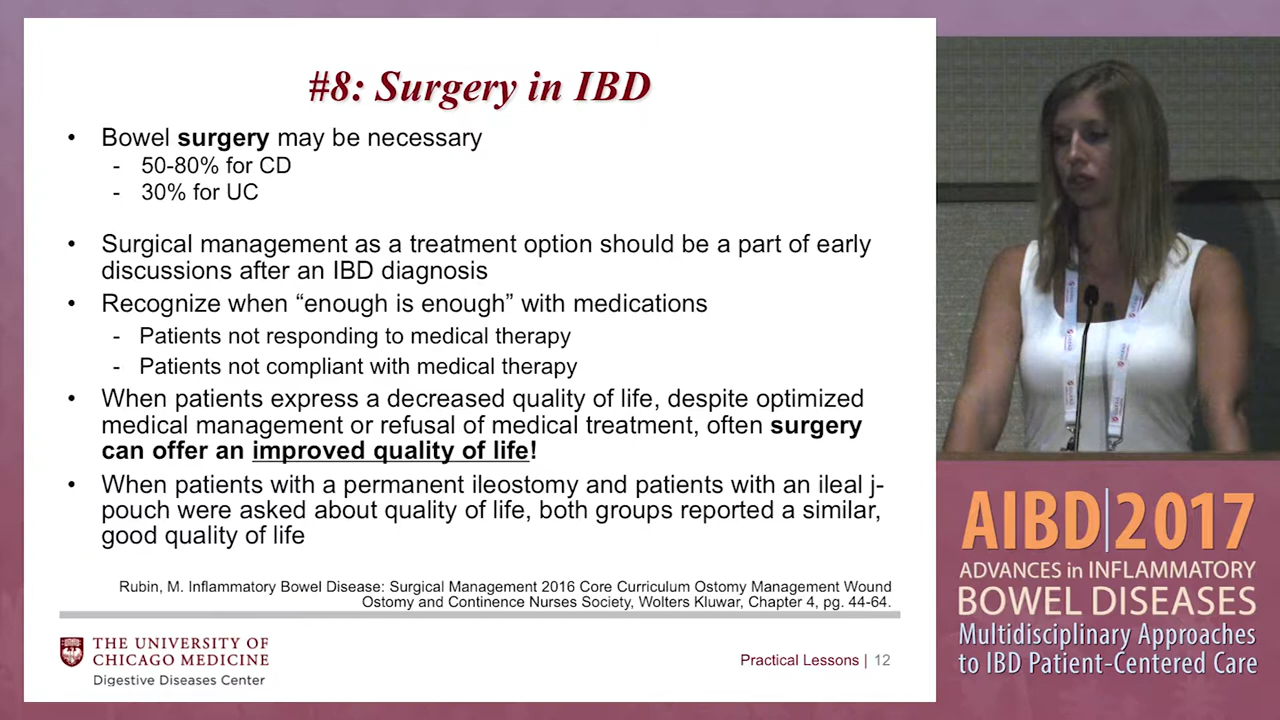 #8: Surgery in IBD
• Bowel surgery may be necessary
- 50-80% for CD
- 30% for UC
• Surgical management as a treatment option should be a part of early
discussions after an IBD diagnosis
• Recognize when “enough is enough” with medications
- Patients not responding to medical therapy
- Patients not compliant with medical therapy
• When patients express a decreased quality of life, despite optimized
medical management or refusal of medical treatment, often surgery
can offer an improved quality of life!
• When patients with a permanent ileostomy and patients with an ileal j-
pouch were asked about quality of life, both groups reported a similar,
good quality of life
Rubin, M. Inflammatory Bowel Disease: Surgical Management 2016 Core Curriculum Ostomy Management Wound
Ostomy and Continence Nurses Society, Wolters Kluwar, Chapter 4, pg. 44-64.
THE UNIVERSITY OF
CHICAGO MEDICINE
Digestive Diseases Center
Practical Lessons | 12
AIBD|2017
ADVANCES in INFLAMMATORY
BOWEL DISEASES
Multidisciplinary Approaches
to IBD Patient-Centered Care